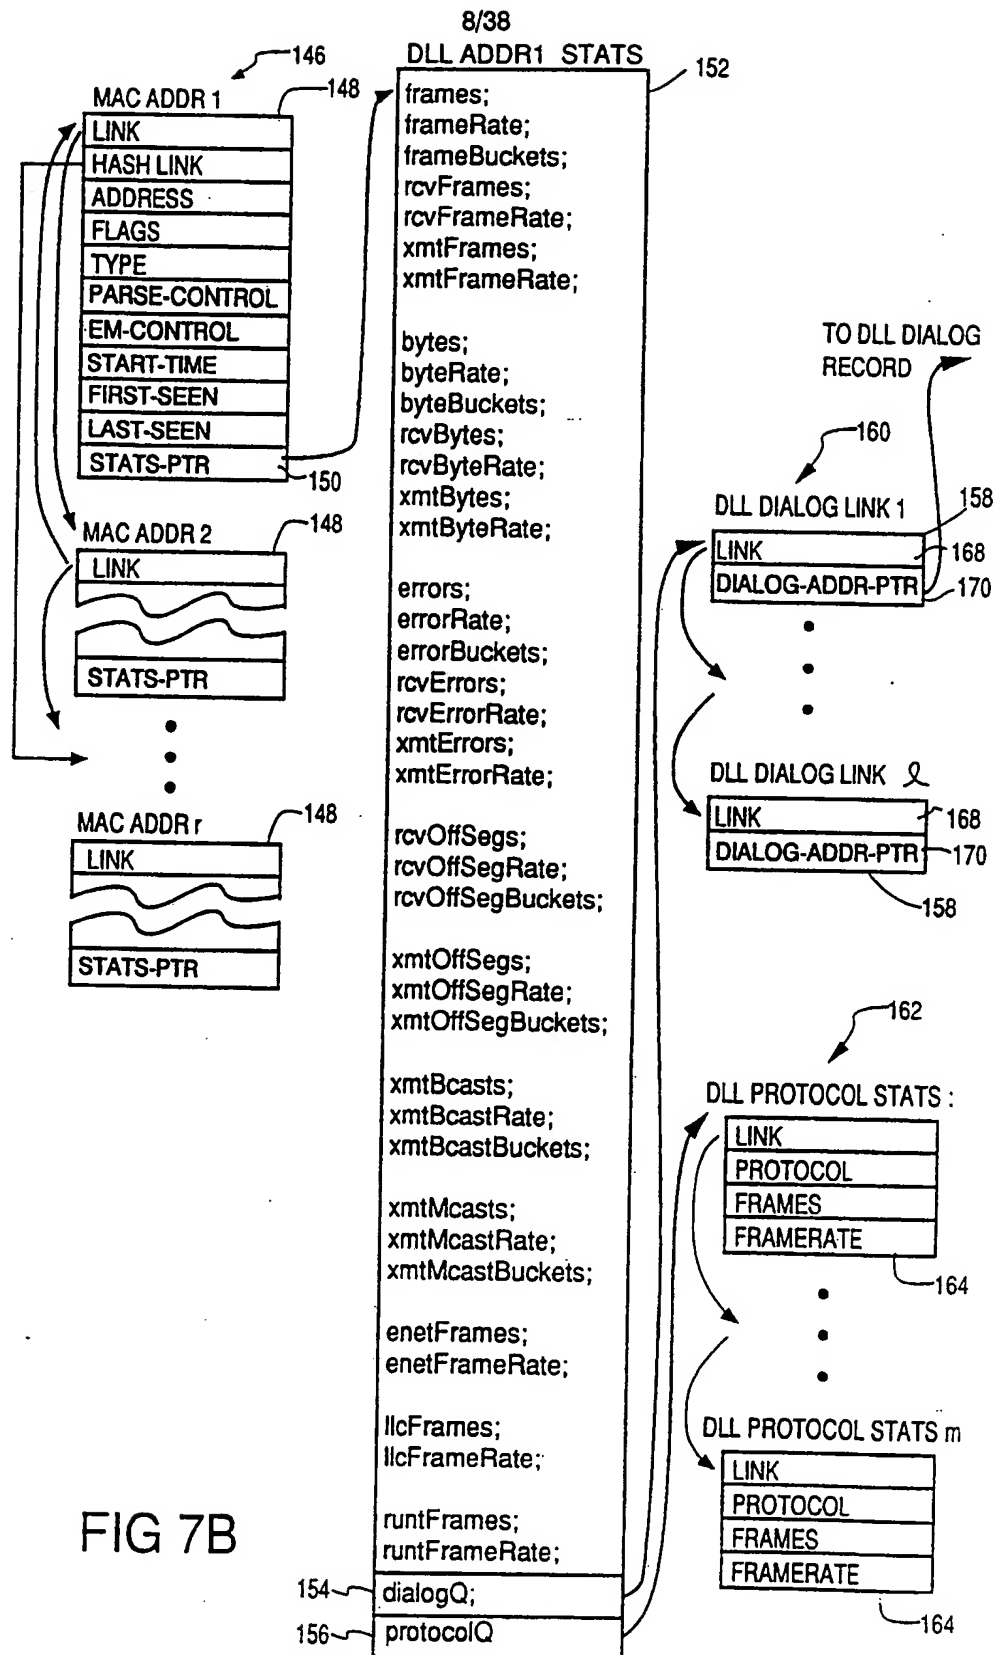 8/38
DLL ADDR1 STATS
152
146
MAC ADDR 1
148
LINK
HASH LINK
ADDRESS
FLAGS
TYPE
PARSE-CONTROL
EM-CONTROL
START-TIME
FIRST-SEEN
LAST-SEEN
STATS-PTR
150
MAC ADDR 2
148
LINK
STATS-PTR
MAC ADDR r
148
LINK
STATS-PTR
frames;
frameRate;
frameBuckets;
rcvFrames;
rcvFrameRate;
xmtFrames;
xmtFrameRate;
bytes;
byteRate;
byteBuckets;
rcvBytes;
rcvByteRate;
xmtBytes;
xmtByteRate;
errors;
errorRate;
errorBuckets;
rcvErrors;
rcvErrorRate;
xmtErrors;
xmtErrorRate;
rcvOffSegs;
rcvOffSegRate;
rcvOffSegBuckets;
xmtOffSegs;
xmtOffSegRate;
xmtOffSegBuckets;
xmtBcasts;
xmtBcastRate;
xmtBcastBuckets;
xmtMcasts;
xmtMcastRate;
xmtMcastBuckets;
enetFrames;
enetFrameRate;
llcFrames;
llcFrameRate;
runtFrames;
runtFrameRate;
154
dialogQ;
156
protocolQ
TO DLL DIALOG
RECORD
160
DLL DIALOG LINK 1
158
LINK
168
DIALOG-ADDR-PTR
170
DLL DIALOG LINK ℓ
LINK
168
DIALOG-ADDR-PTR
170
158
162
DLL PROTOCOL STATS :
LINK
PROTOCOL
FRAMES
FRAMERATE
164
DLL PROTOCOL STATS m
LINK
PROTOCOL
FRAMES
FRAMERATE
164
FIG 7B